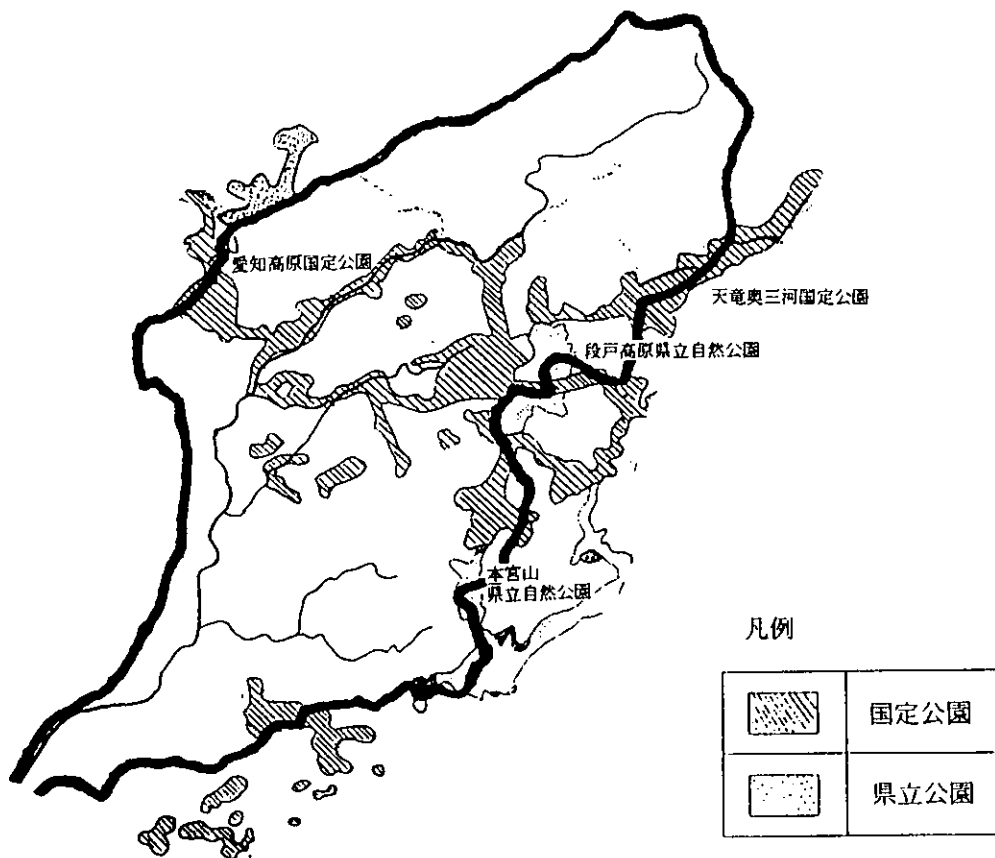 愛知高原国定公園
天竜奥三河国定公園
段戸高原県立自然公園
本宮山
県立自然公園
凡例
国定公園
県立公園